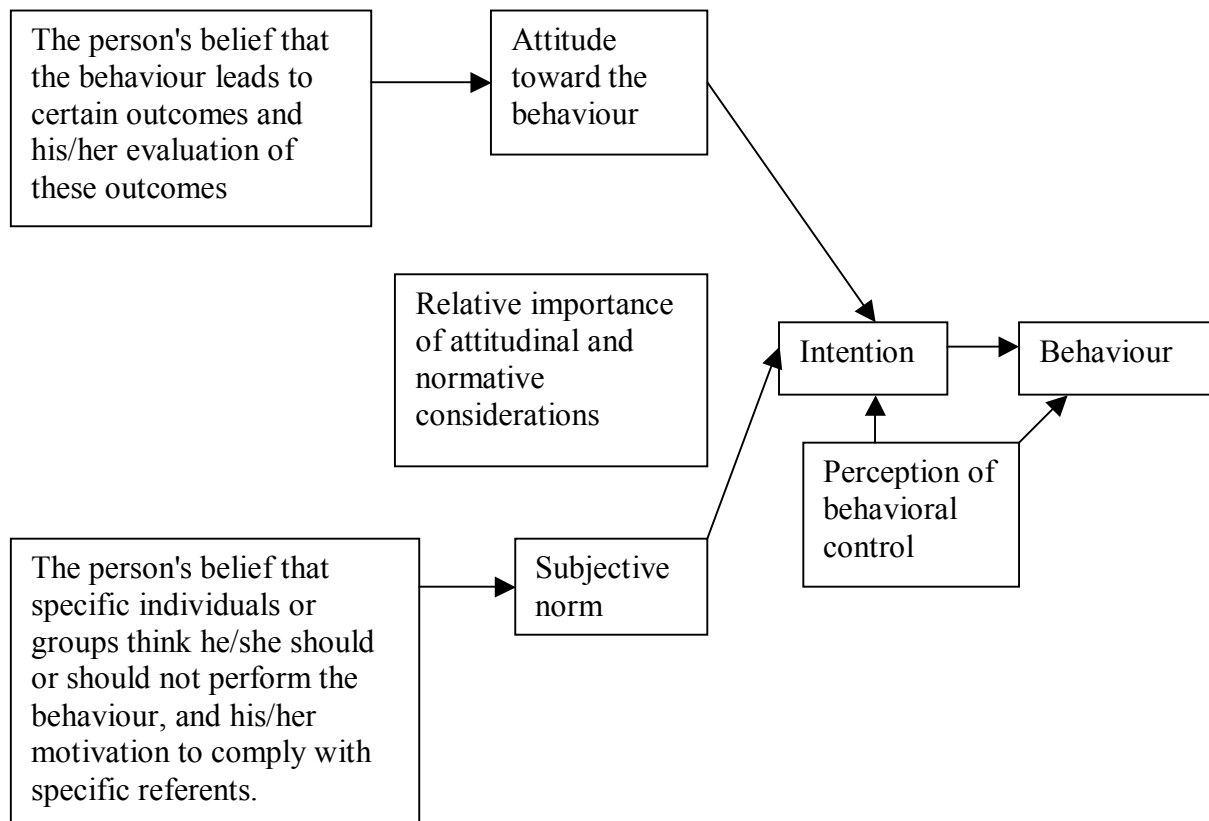 The person's belief that
the behaviour leads to
certain outcomes and
his/her evaluation of
these outcomes
Attitude
toward the
behaviour
Relative importance
of attitudinal and
normative
considerations
Intention
Behaviour
Perception of
behavioral
control
The person's belief that
specific individuals or
groups think he/she should
or should not perform the
behaviour, and his/her
motivation to comply with
specific referents.
Subjective
norm